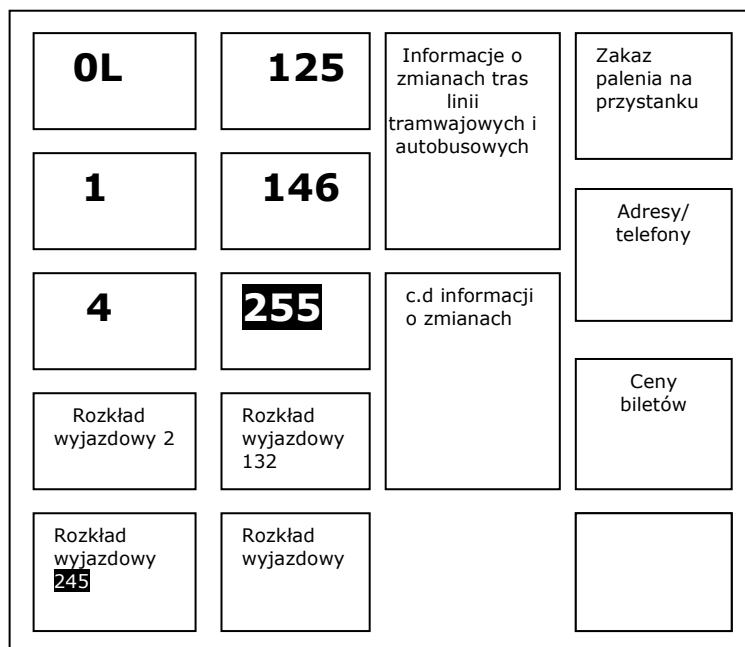 0L
125
Informacje o
zmianach tras
linii
tramwajowych i
autobusowych
Zakaz
palenia na
przystanku
1
146
Adresy/
telefony
4
255
c.d informacji
o zmianach
Ceny
biletów
Rozkład
wyjazdowy 2
Rozkład
wyjazdowy
132
Rozkład
wyjazdowy
245
Rozkład
wyjazdowy